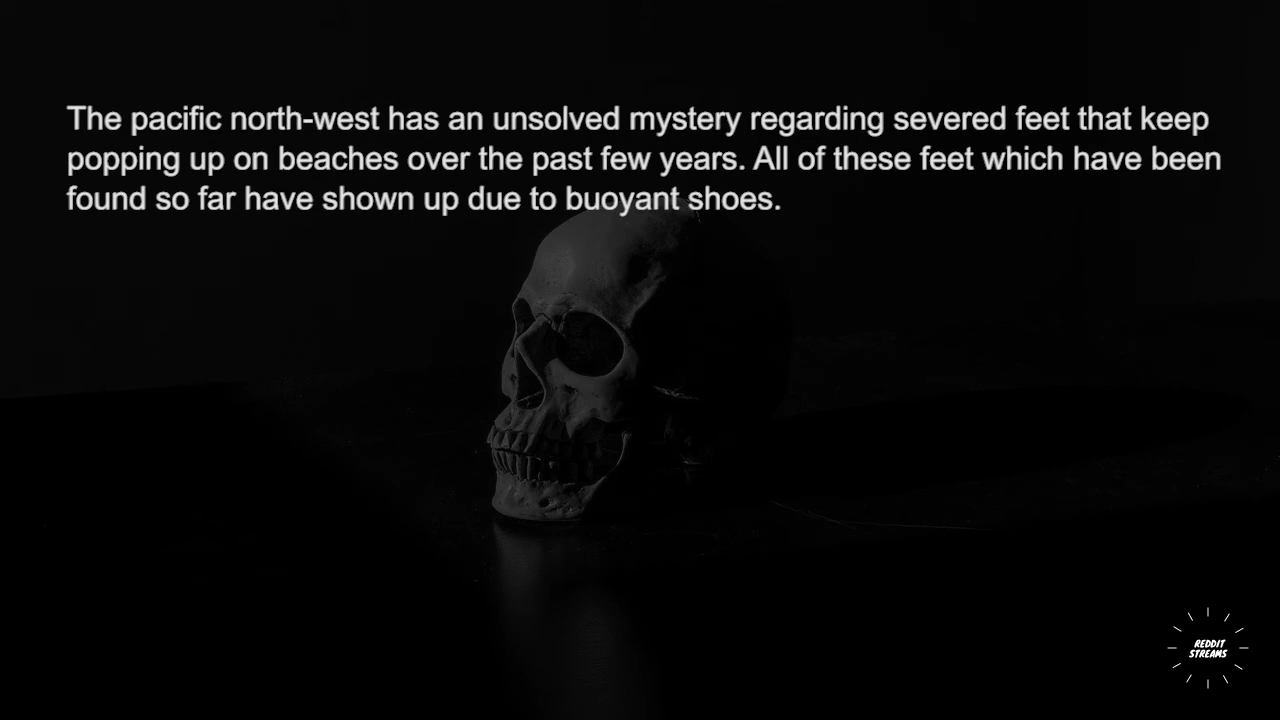 The pacific north-west has an unsolved mystery regarding severed feet that keep
popping up on beaches over the past few years. All of these feet which have been
found so far have shown up due to buoyant shoes.
REDDIT
STREAMS